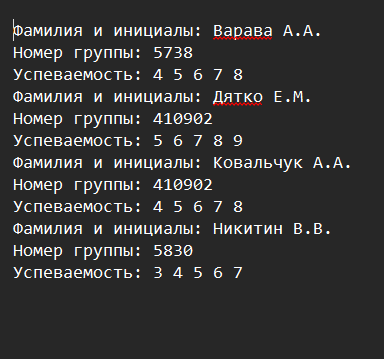 Фамилия и инициалы: Варава А.А.
Номер группы: 5738
Успеваемость: 4 5 6 7 8
Фамилия и инициалы: Дятко Е.М.
Номер группы: 410902
Успеваемость: 5 6 7 8 9
Фамилия и инициалы: Ковальчук А.А.
Номер группы: 410902
Успеваемость: 4 5 6 7 8
Фамилия и инициалы: Никитин В.В.
Номер группы: 5830
Успеваемость: 3 4 5 6 7